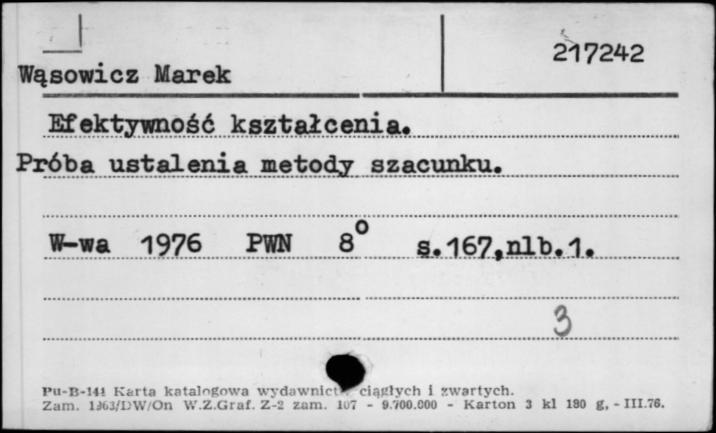 217242
Wąsowicz Marek
Efektywność kształcenia.
Próba ustalenia metody szacunku.
W-wa 1976 PWN 8° s.167,nlb.1.
3
Pu-B-144 Karta katalogowa wydawnictw ciągłych i zwartych.
Zam. 1363/DW/On W.Z.Graf. Z-2 zam. 107 - 9.700.000 - Karton 3 kl 180 g, - III.76.